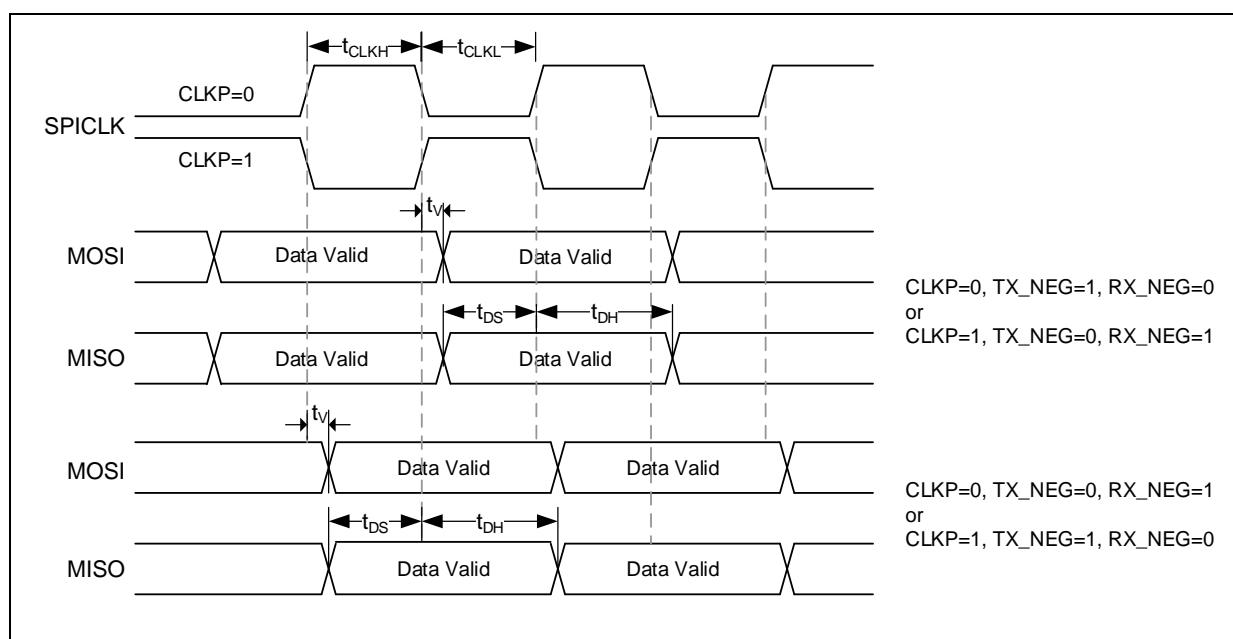 tCLKH
tCLKL
CLKP=0
SPICLK
CLKP=1
tV
MOSI
Data Valid
Data Valid
CLKP=0, TX_NEG=1, RX_NEG=0
or
CLKP=1, TX_NEG=0, RX_NEG=1
tDS
tDH
MISO
Data Valid
Data Valid
tV
MOSI
Data Valid
Data Valid
CLKP=0, TX_NEG=0, RX_NEG=1
or
CLKP=1, TX_NEG=1, RX_NEG=0
tDS
tDH
MISO
Data Valid
Data Valid